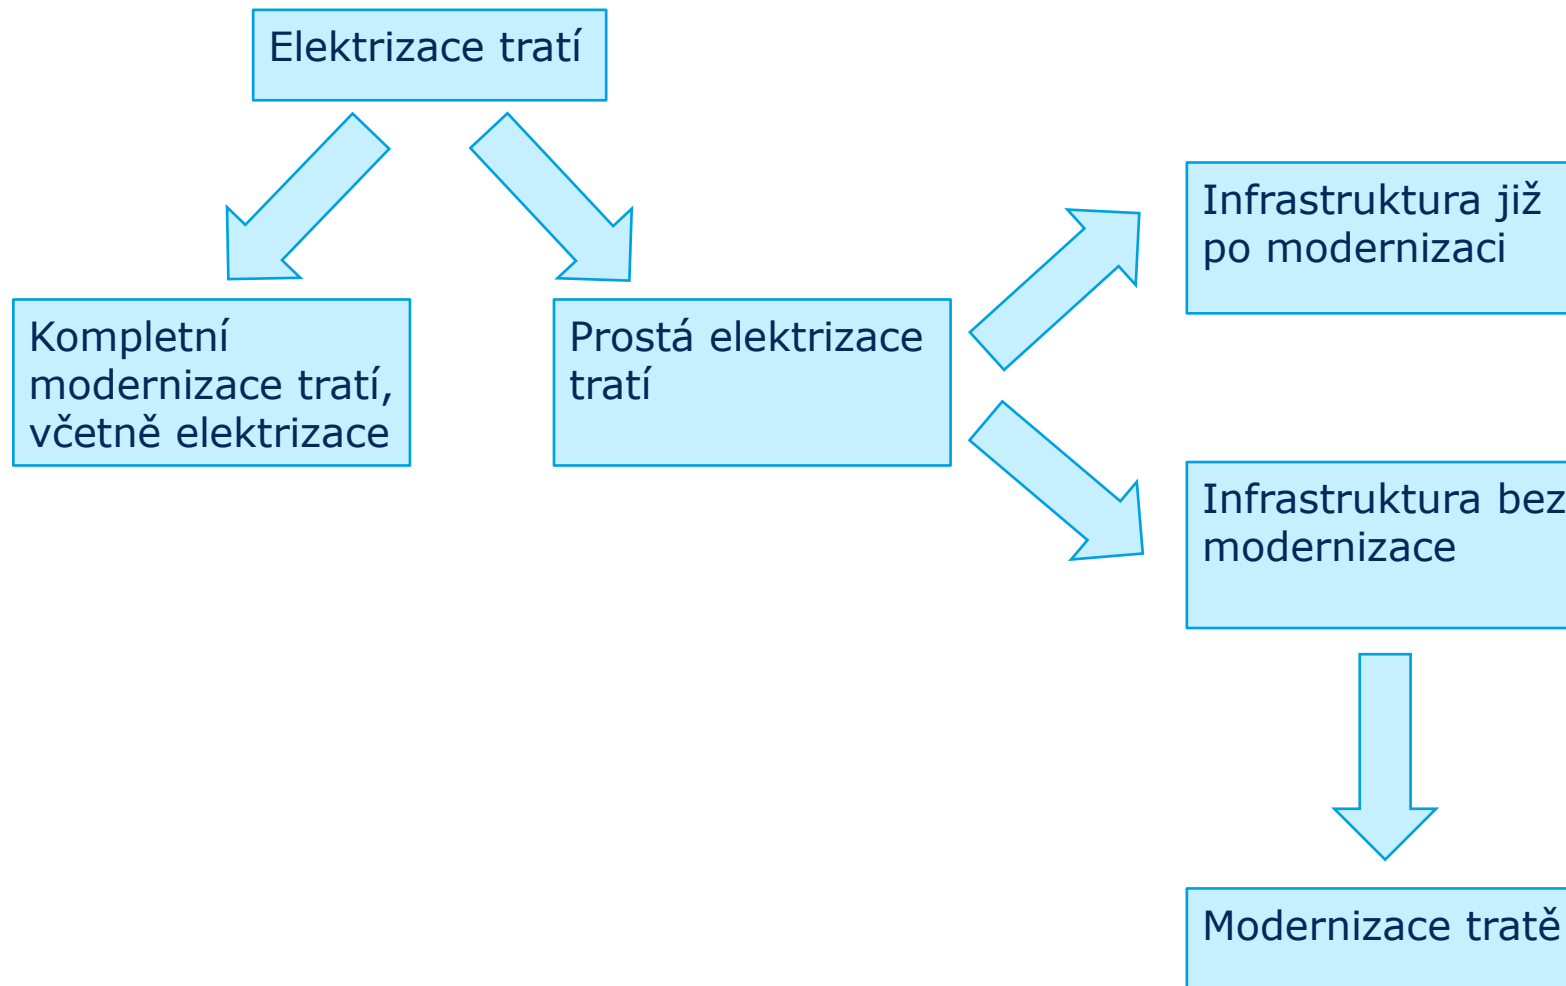 Elektrizace tratí
Kompletní
modernizace tratí,
včetně elektrizace
Prostá elektrizace
tratí
Infrastruktura již
po modernizaci
Infrastruktura bez
modernizace
Modernizace tratě